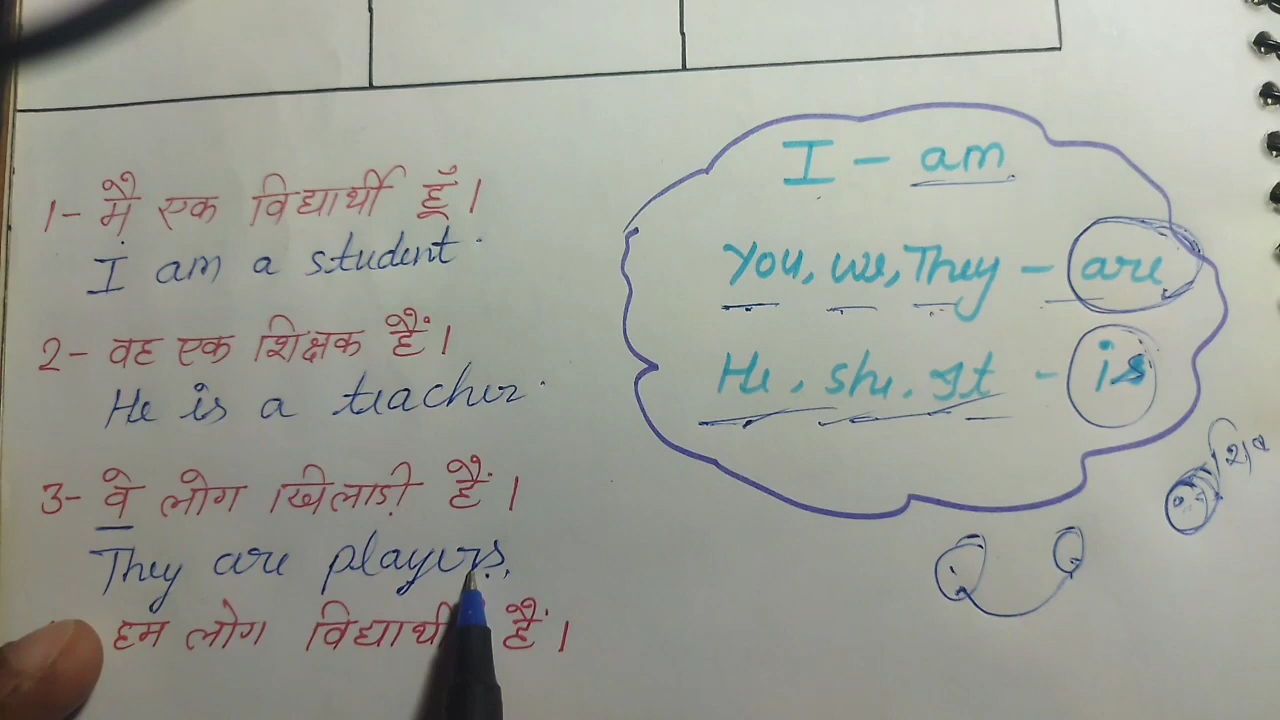 1- मै एक विद्यार्थी हूँ।
I am a student.
2- वह एक शिक्षक हैं।
He is a teacher.
3- वे लोग खिलाड़ी हैं।
They are players.
हम लोग विद्यार्थी हैं।
I - am
You, we, They - are
He, she, It - is